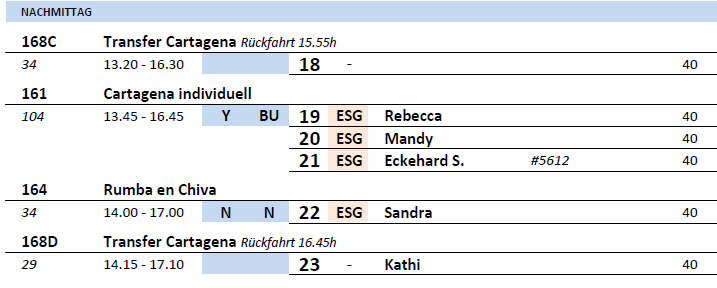 NACHMITTAG
168C Transfer Cartagena Rückfahrt 15.55h
34 13.20 - 16.30 18 - 40
161 Cartagena individuell
104 13.45 - 16.45 Y BU 19 ESG Rebecca 40
20 ESG Mandy 40
21 ESG Eckehard S. #5612 40
164 Rumba en Chiva
34 14.00 - 17.00 N N 22 ESG Sandra 40
168D Transfer Cartagena Rückfahrt 16.45h
29 14.15 - 17.10 23 - Kathi 40